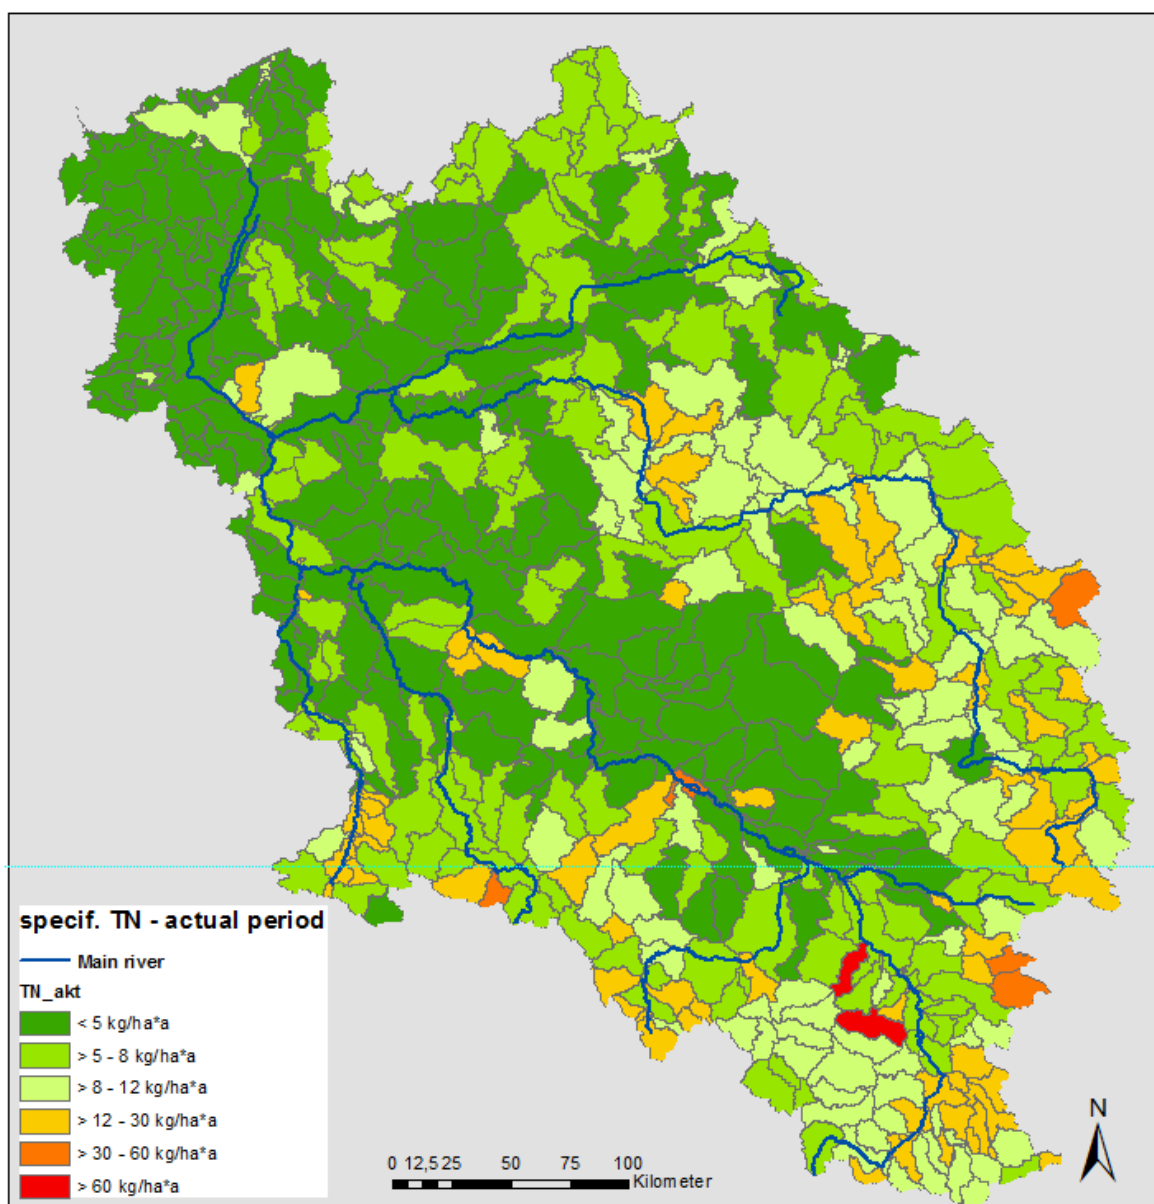 specif. TN - actual period
Main river
TN_akt
< 5 kg/ha*a
> 5 - 8 kg/ha*a
> 8 - 12 kg/ha*a
> 12 - 30 kg/ha*a
> 30 - 60 kg/ha*a
> 60 kg/ha*a
0 12,5 25 50 75 100
Kilometer
N